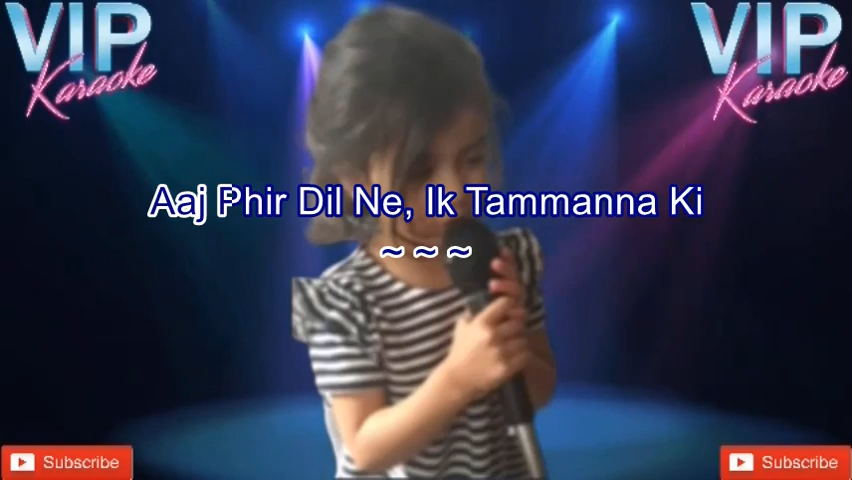 VIP
Karaoke
VIP
Karaoke
Aaj Phir Dil Ne, Ik Tammanna Ki
~ ~ ~
Subscribe
Subscribe